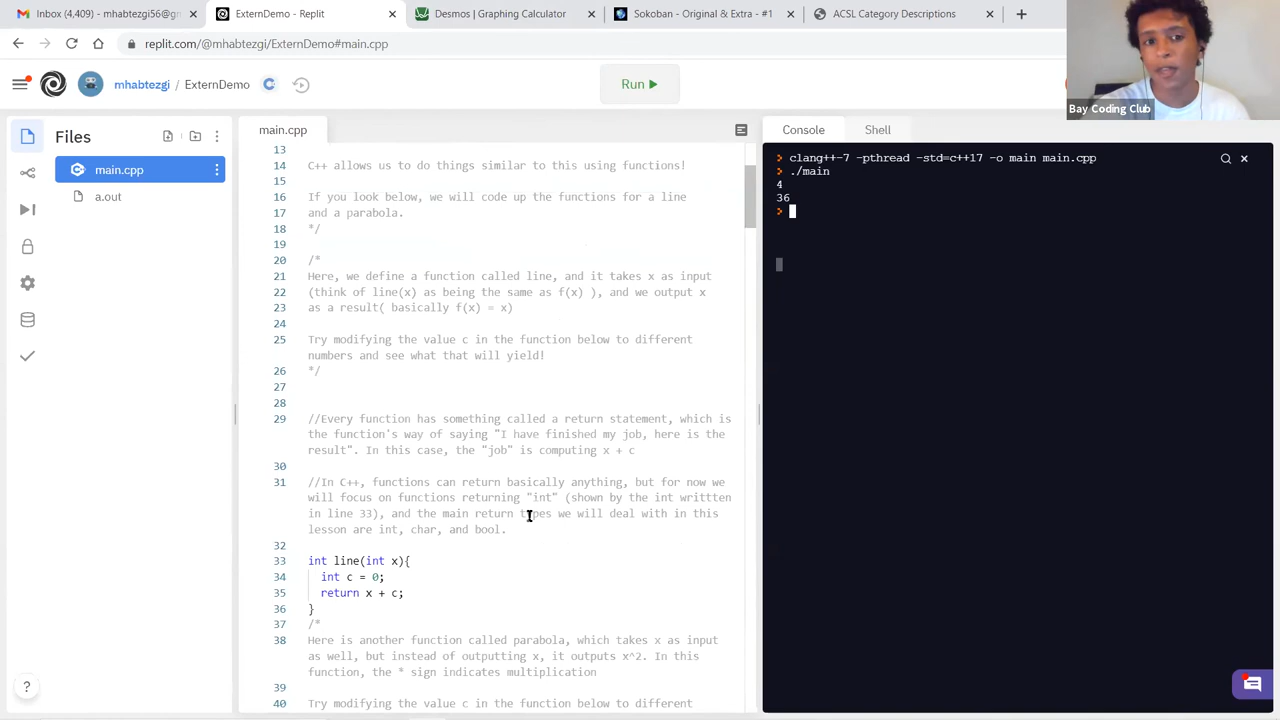 M mhabtezgi56@gm
ExternDemo - Replit
Desmos | Graphing Calculator
Sokoban - Original & Extra - #1
ACSL Category Descriptions
replit.com/@mhabtezgi/ExternDemo#main.cpp
mhabtezgi / ExternDemo
Run
Bay Coding Club
Files
main.cpp
a.out
main.cpp
13
14 C++ allows us to do things similar to this using functions!
15
16 If you look below, we will code up the functions for a line
17 and a parabola.
18 */
19
20 /*
21 Here, we define a function called line, and it takes x as input
22 (think of line(x) as being the same as f(x) ), and we output x
23 as a result( basically f(x) = x)
24
25 Try modifying the value c in the function below to different
numbers and see what that will yield!
26 */
27
28
29 //Every function has something called a return statement, which is
the function's way of saying "I have finished my job, here is the
result". In this case, the "job" is computing x + c
30
31 //In C++, functions can return basically anything, but for now we
will focus on functions returning "int" (shown by the int writtten
in line 33), and the main return types we will deal with in this
lesson are int, char, and bool.
32
33 int line(int x){
34 int c = 0;
35 return x + c;
36 }
37 /*
38 Here is another function called parabola, which takes x as input
as well, but instead of outputting x, it outputs x^2. In this
function, the * sign indicates multiplication
39
40 Try modifying the value c in the function below to different
Console
Shell
> clang++-7 -pthread -std=c++17 -o main main.cpp
> ./main
4
36
>
?